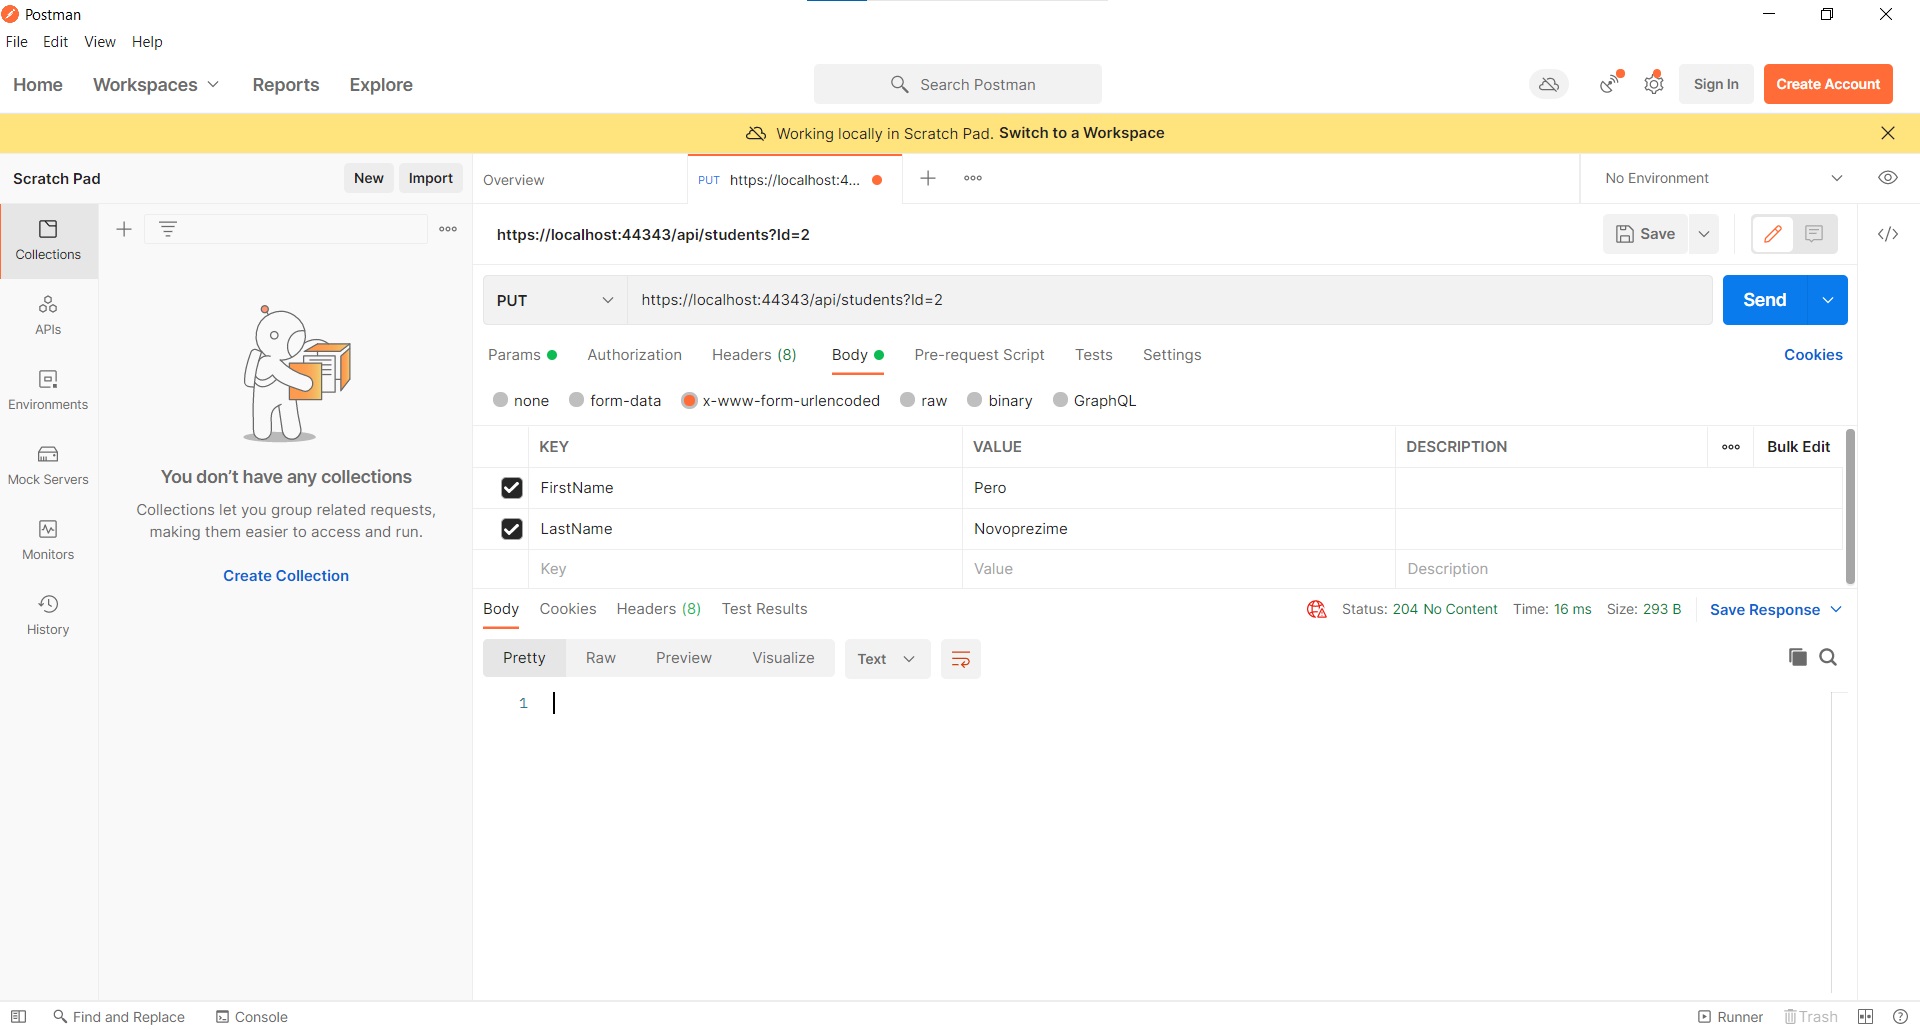 Postman
File Edit View Help
Home Workspaces Reports Explore Search Postman Sign In Create Account
Working locally in Scratch Pad. Switch to a Workspace
Scratch Pad New Import Overview PUT https://localhost:4... No Environment
Collections
https://localhost:44343/api/students?Id=2 Save
PUT https://localhost:44343/api/students?Id=2 Send
APIs
Params Authorization Headers (8) Body Pre-request Script Tests Settings Cookies
Environments
none form-data x-www-form-urlencoded raw binary GraphQL
KEY VALUE DESCRIPTION Bulk Edit
Mock Servers
You don't have any collections
FirstName Pero
Collections let you group related requests,
making them easier to access and run.
LastName Novoprezime
Monitors
Create Collection
Key Value Description
History
Body Cookies Headers (8) Test Results Status: 204 No Content Time: 16 ms Size: 293 B Save Response
Pretty Raw Preview Visualize Text
1
Find and Replace Console Runner Trash